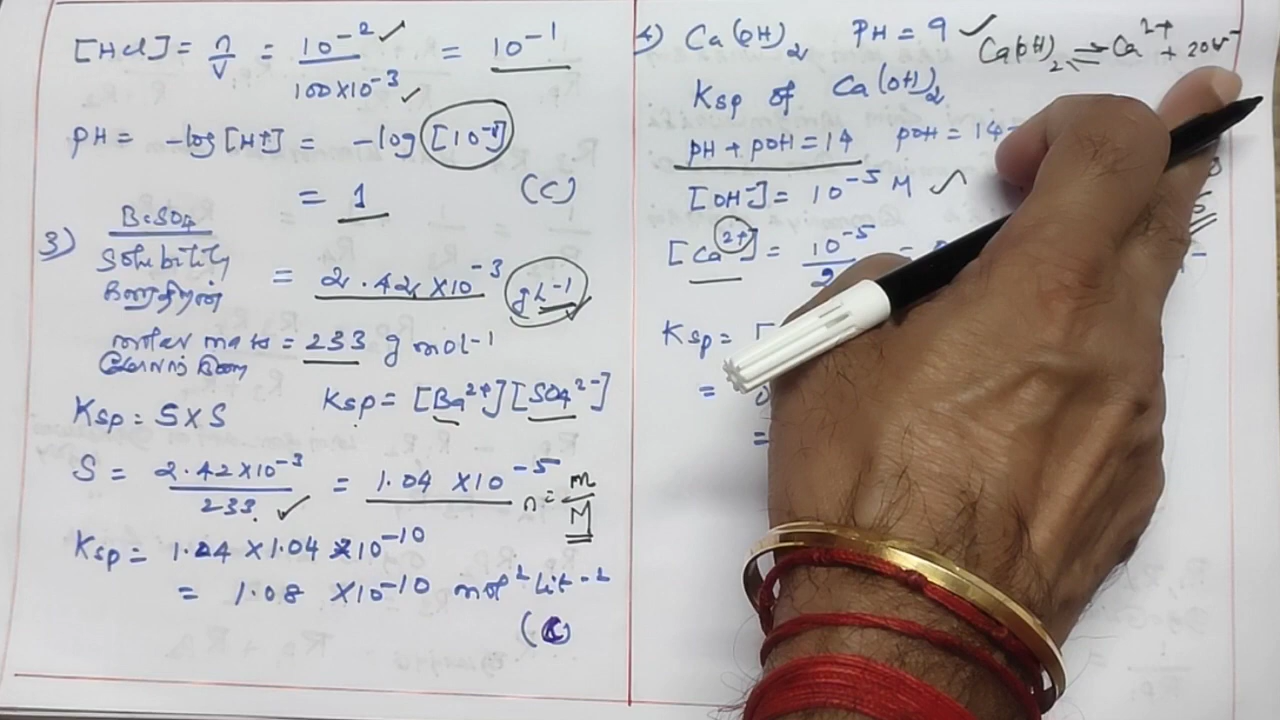 [HCl] = n/V = 10⁻²/100×10⁻³ = 10⁻¹
PH = -log[H+] = -log[10⁻¹]
= 1 (C)
BaSO4
3) Solubility கரைதிறன் = 2.42 ×10⁻³ gL⁻¹
molar mass = 233 g mol-1
Ksp = S×S Ksp = [Ba²⁺][SO4²⁻]
S = 2.42×10⁻³/233 = 1.04 ×10⁻⁵ n = m/M
Ksp = 1.04 ×1.04 ×10⁻¹⁰
= 1.08 ×10⁻¹⁰ mol² Lit⁻²
(C)
4) Ca(OH)₂ PH = 9 Ca(OH)₂ ⇌ Ca²⁺ + 2OH⁻
Ksp of Ca(OH)₂
pH + pOH = 14 pOH = 14-
[OH⁻] = 10⁻⁵ M
[Ca²⁺] = 10⁻⁵/2 =
Ksp = [
=
=